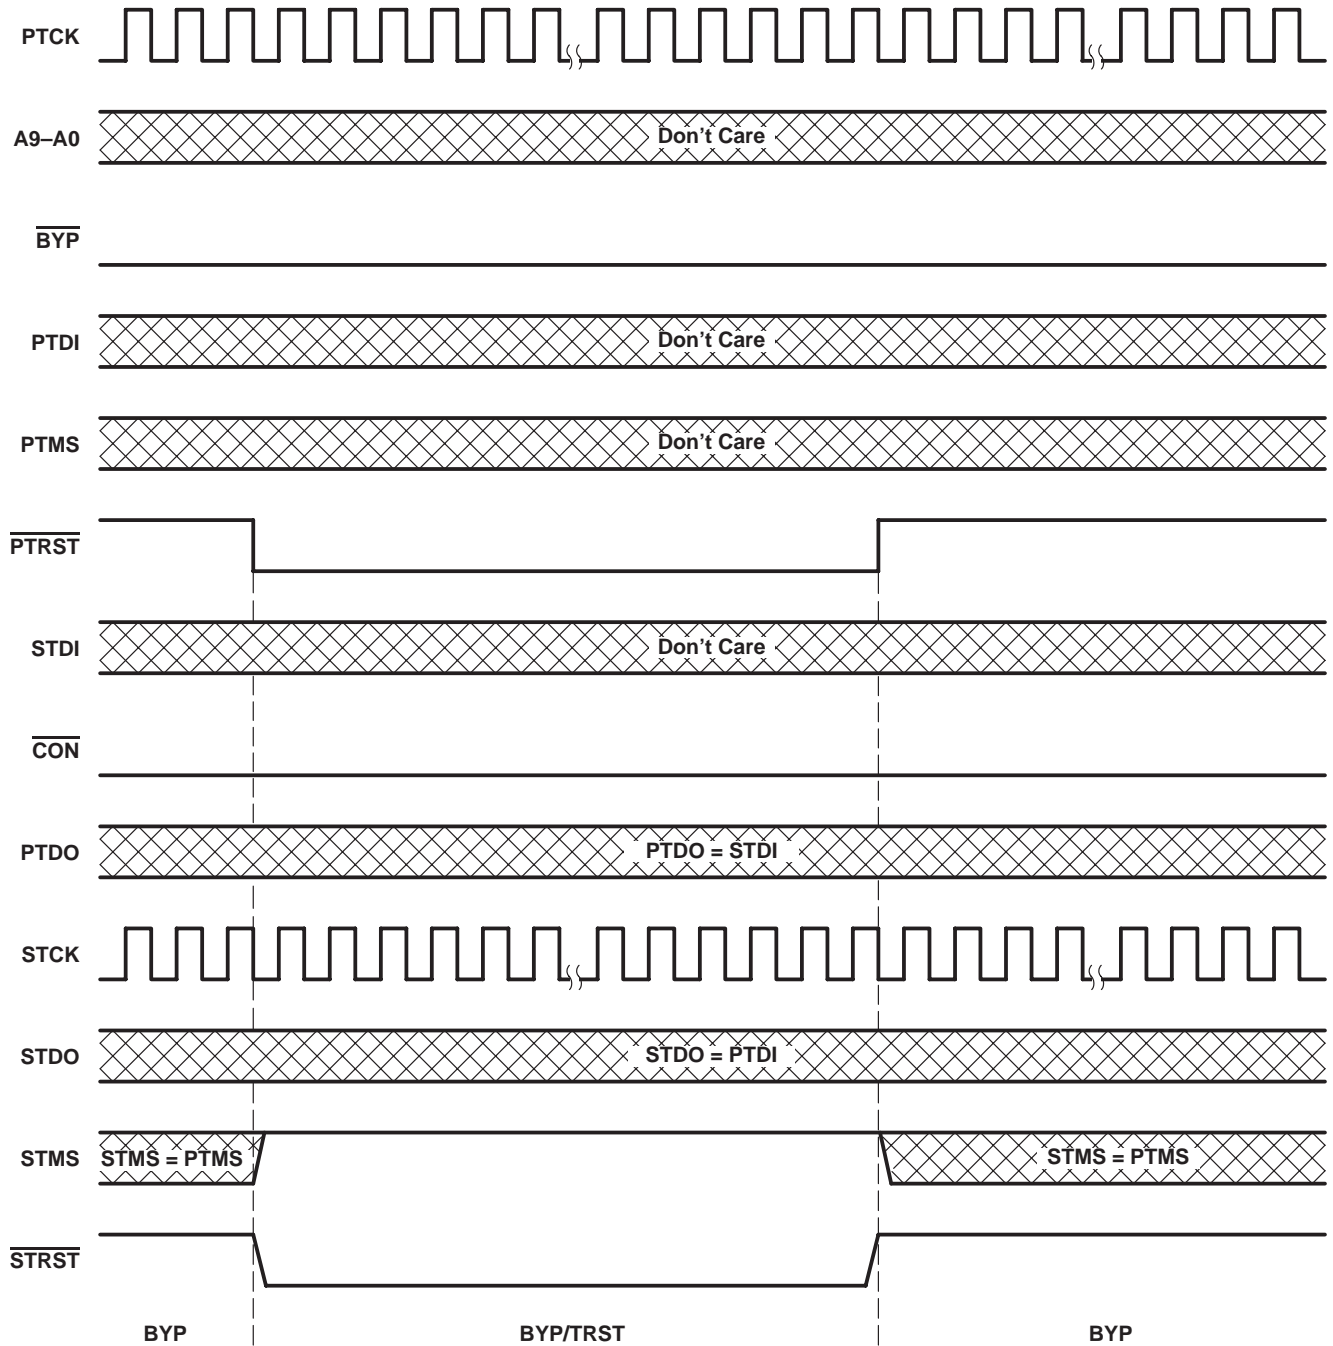 PTCK
A9–A0 Don't Care
BYP
PTDI Don't Care
PTMS Don't Care
PTRST
STDI Don't Care
CON
PTDO PTDO = STDI
STCK
STDO STDO = PTDI
STMS STMS = PTMS STMS = PTMS
STRST
BYP BYP/TRST BYP